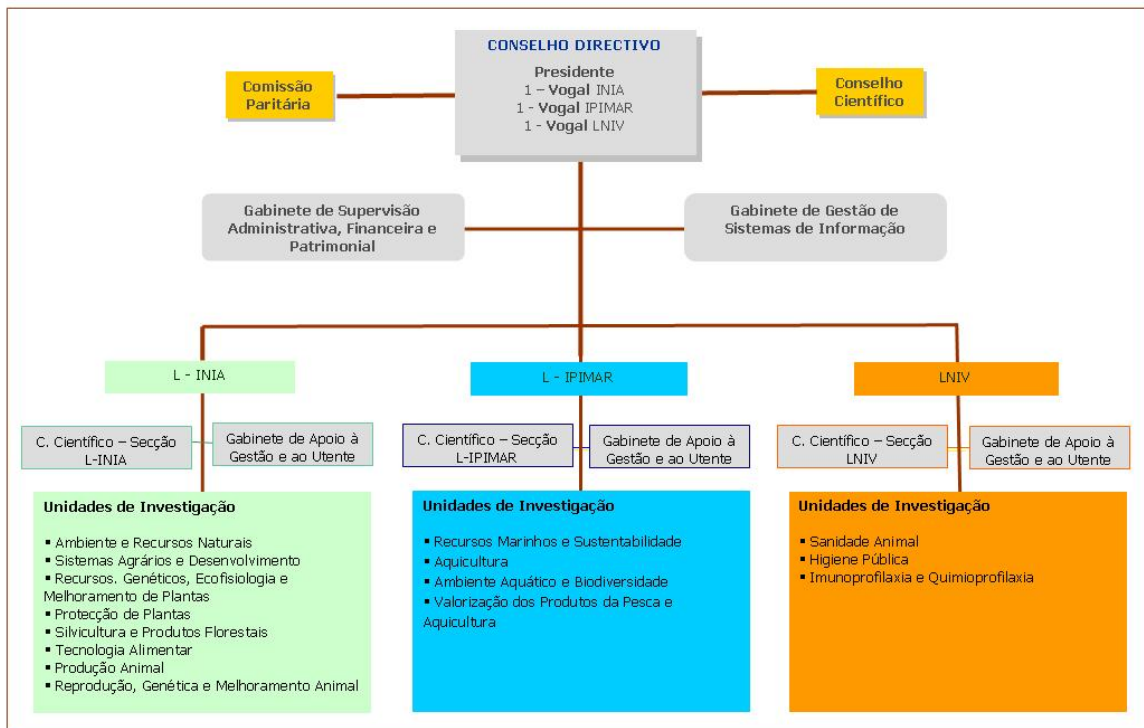 CONSELHO DIRECTIVO
Presidente
1 – Vogal INIA
1 - Vogal IPIMAR
1 - Vogal LNIV
Comissão
Paritária
Conselho
Científico
Gabinete de Supervisão
Administrativa, Financeira e
Patrimonial
Gabinete de Gestão de
Sistemas de Informação
L - INIA
L - IPIMAR
LNIV
C. Científico – Secção
L-INIA
Gabinete de Apoio à
Gestão e ao Utente
C. Científico – Secção
L-IPIMAR
Gabinete de Apoio à
Gestão e ao Utente
C. Científico – Secção
LNIV
Gabinete de Apoio à
Gestão e ao Utente
Unidades de Investigação
▪ Ambiente e Recursos Naturais
▪ Sistemas Agrários e Desenvolvimento
▪ Recursos. Genéticos, Ecofisiologia e
Melhoramento de Plantas
▪ Protecção de Plantas
▪ Silvicultura e Produtos Florestais
▪ Tecnologia Alimentar
▪ Produção Animal
▪ Reprodução, Genética e Melhoramento Animal
Unidades de Investigação
▪ Recursos Marinhos e Sustentabilidade
▪ Aquicultura
▪ Ambiente Aquático e Biodiversidade
▪ Valorização dos Produtos da Pesca e
Aquicultura
Unidades de Investigação
▪ Sanidade Animal
▪ Higiene Pública
▪ Imunoprofilaxia e Quimioprofilaxia